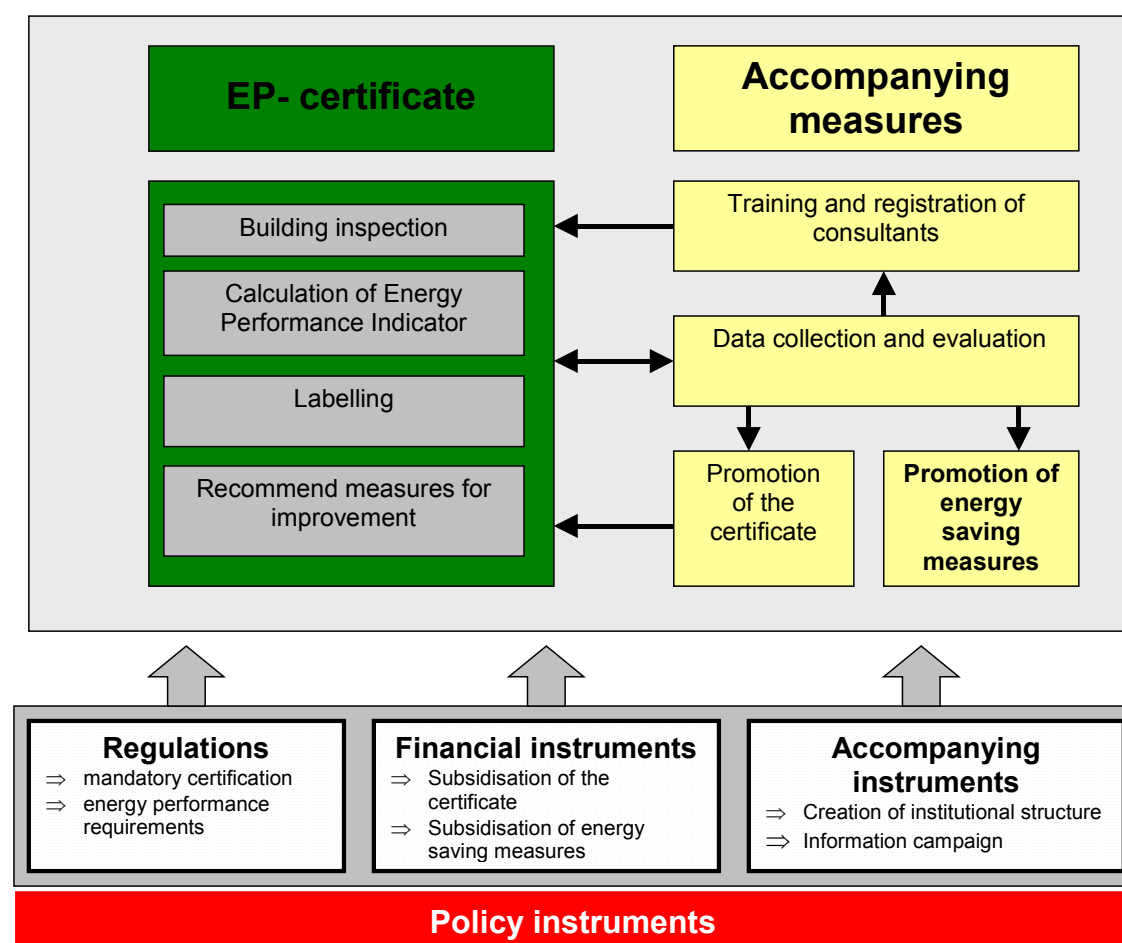 EP- certificate
Accompanying
measures
Building inspection
Calculation of Energy
Performance Indicator
Labelling
Recommend measures for
improvement
Training and registration of
consultants
Data collection and evaluation
Promotion
of the
certificate
Promotion of
energy
saving
measures
Regulations
⇒ mandatory certification
⇒ energy performance
requirements
Financial instruments
⇒ Subsidisation of the
certificate
⇒ Subsidisation of energy
saving measures
Accompanying
instruments
⇒ Creation of institutional structure
⇒ Information campaign
Policy instruments